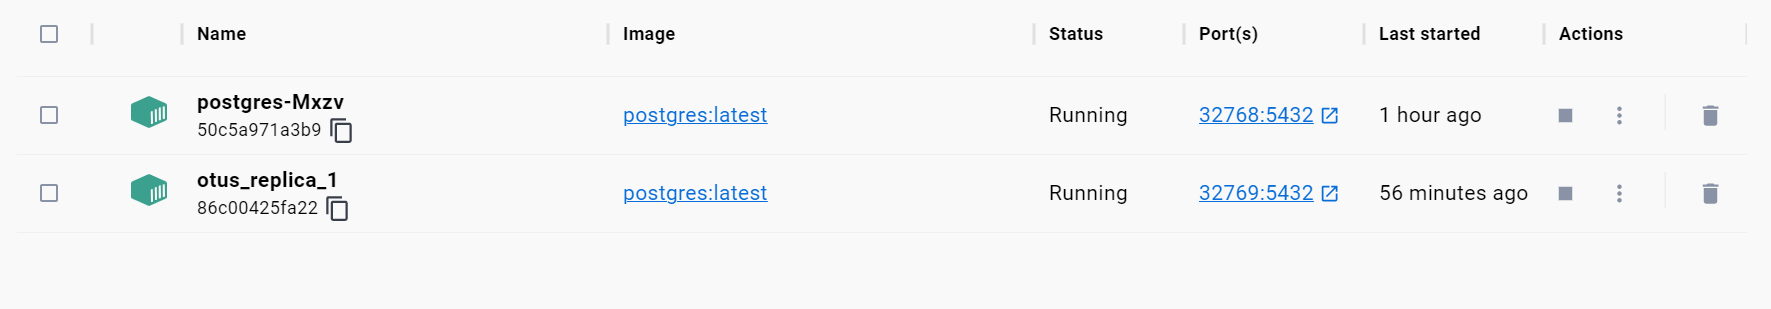 Name Image Status Port(s) Last started Actions
postgres-Mxzv
50c5a971a3b9
postgres:latest Running 32768:5432 1 hour ago
otus_replica_1
86c00425fa22
postgres:latest Running 32769:5432 56 minutes ago